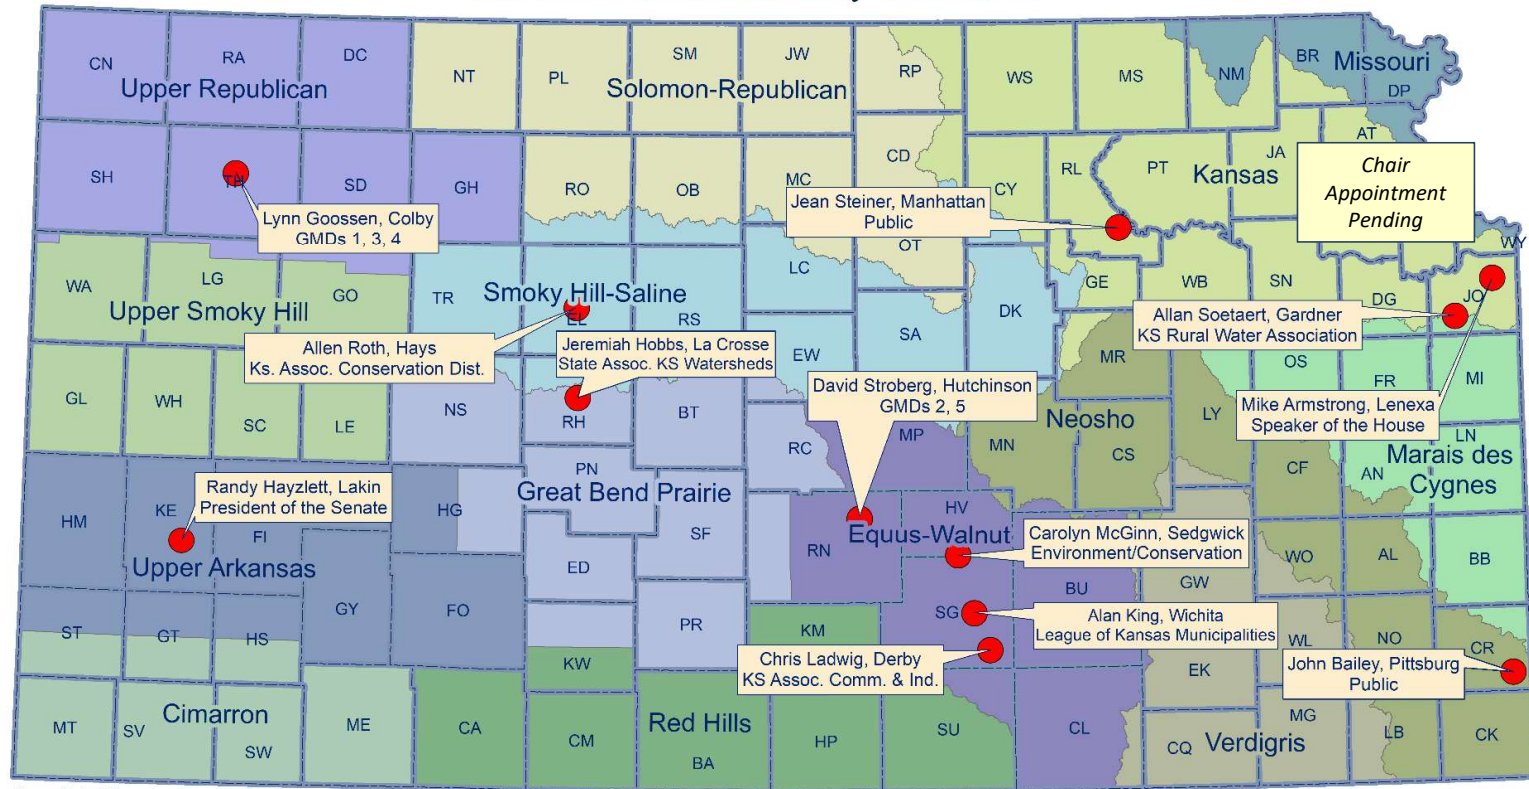 CN
RA
DC
NT
PL
SM
JW
RP
WS
MS
NM
BR
Missouri
DP
Upper Republican
Solomon-Republican
AT
SH
SD
GH
RO
OB
MC
CD
CY
RL
PT
JA
Kansas
Chair
Appointment
Pending
Lynn Goossen, Colby
GMDs 1, 3, 4
Jean Steiner, Manhattan
Public
OT
WY
WA
LG
GO
TR
Smoky Hill-Saline
LC
DK
GE
WB
SN
DG
JO
Upper Smoky Hill
EL
RS
EW
SA
Allan Soetaert, Gardner
KS Rural Water Association
Allen Roth, Hays
Ks. Assoc. Conservation Dist.
Jeremiah Hobbs, La Crosse
State Assoc. KS Watersheds
MR
OS
FR
MI
David Stroberg, Hutchinson
GMDs 2, 5
Mike Armstrong, Lenexa
Speaker of the House
GL
WH
SC
LE
NS
RH
BT
RC
MP
MN
Neosho
CS
LY
CF
AN
LN
Marais des
Cygnes
Randy Hayzlett, Lakin
President of the Senate
HM
KE
FI
HG
PN
Great Bend Prairie
SF
RN
HV
Equus-Walnut
Carolyn McGinn, Sedgwick
Environment/Conservation
WO
AL
BB
Upper Arkansas
ED
GY
FO
PR
KM
SG
BU
GW
Alan King, Wichita
League of Kansas Municipalities
ST
GT
HS
KW
Chris Ladwig, Derby
KS Assoc. Comm. & Ind.
EK
WL
NO
CR
John Bailey, Pittsburg
Public
MT
SV
Cimarron
SW
ME
CA
CM
Red Hills
BA
HP
SU
CL
CQ
Verdigris
MG
LB
CK